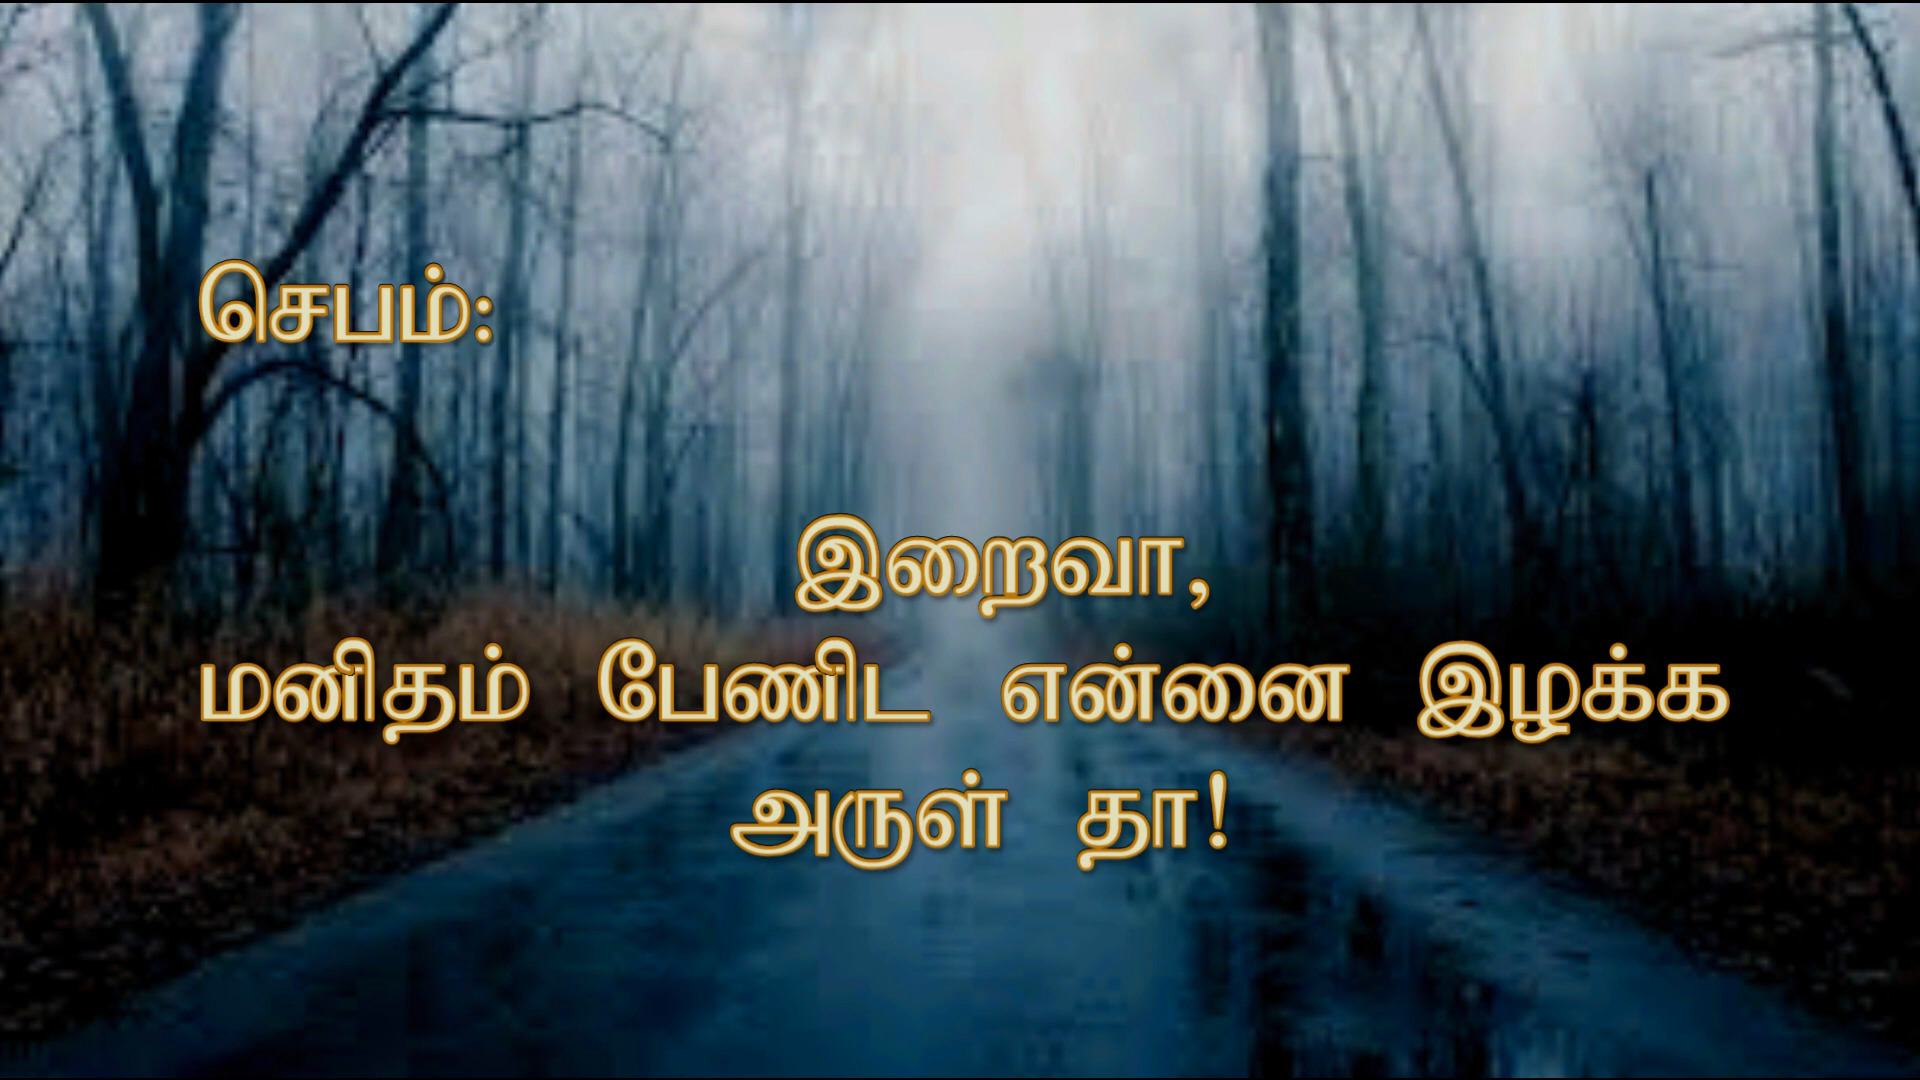 செபம்:
இறைவா,
மனிதம் பேணிட என்னை இழக்க
அருள் தா!